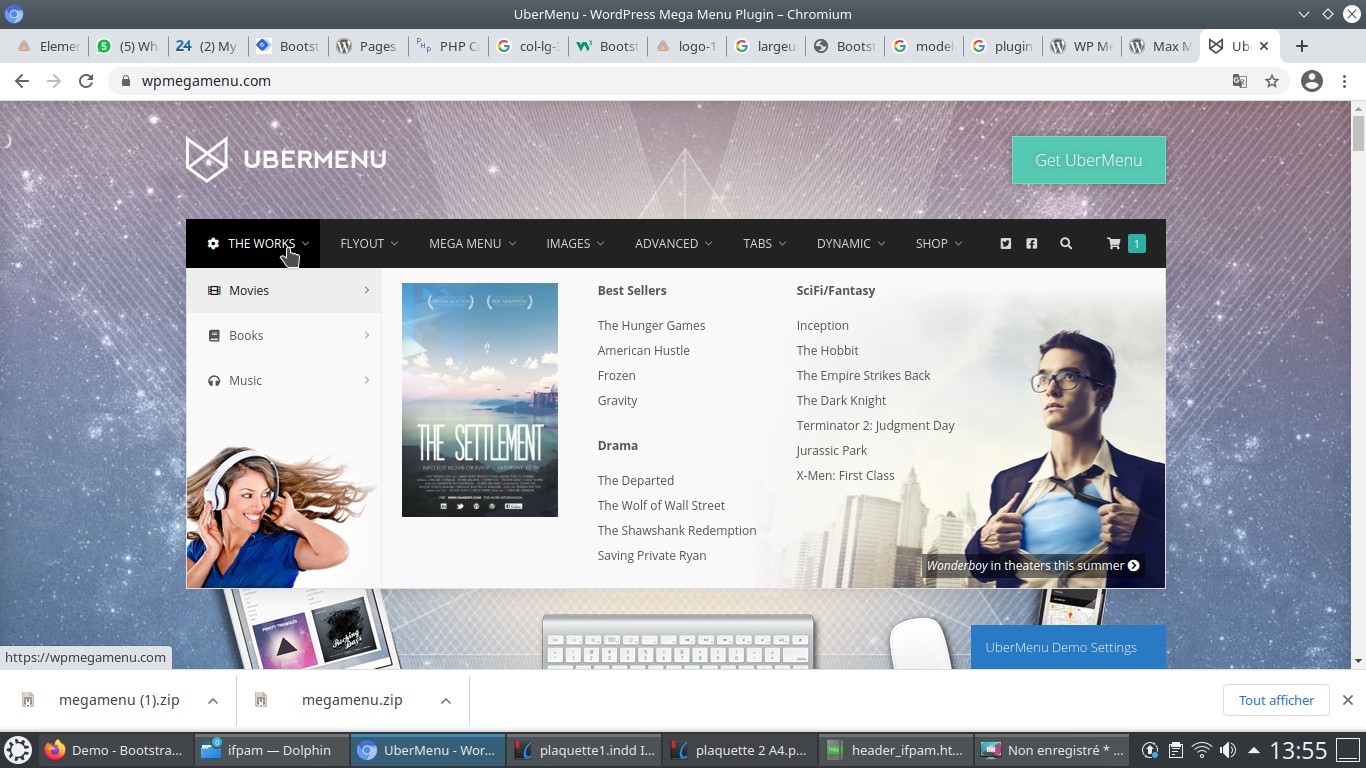 UberMenu - WordPress Mega Menu Plugin – Chromium
Elemen
(5) Wha
24 (2) My
Bootst
Pages
PHP C
col-lg-
Bootst
logo-1
largeu
Bootst
model
plugin
WP Me
Max M
Ub
wpmegamenu.com
UBERMENU
Get UberMenu
THE WORKS FLYOUT MEGA MENU IMAGES ADVANCED TABS DYNAMIC SHOP 1
Movies
Books
Music
THE SETTLEMENT
Best Sellers
The Hunger Games
American Hustle
Frozen
Gravity
Drama
The Departed
The Wolf of Wall Street
The Shawshank Redemption
Saving Private Ryan
SciFi/Fantasy
Inception
The Hobbit
The Empire Strikes Back
The Dark Knight
Terminator 2: Judgment Day
Jurassic Park
X-Men: First Class
Wonderboy in theaters this summer
UberMenu Demo Settings
https://wpmegamenu.com
megamenu (1).zip
megamenu.zip
Tout afficher
Demo - Bootstra...
ifpam — Dolphin
UberMenu - Wor...
plaquette1.indd I...
plaquette 2 A4.p...
header_ifpam.ht...
Non enregistré * ...
13:55